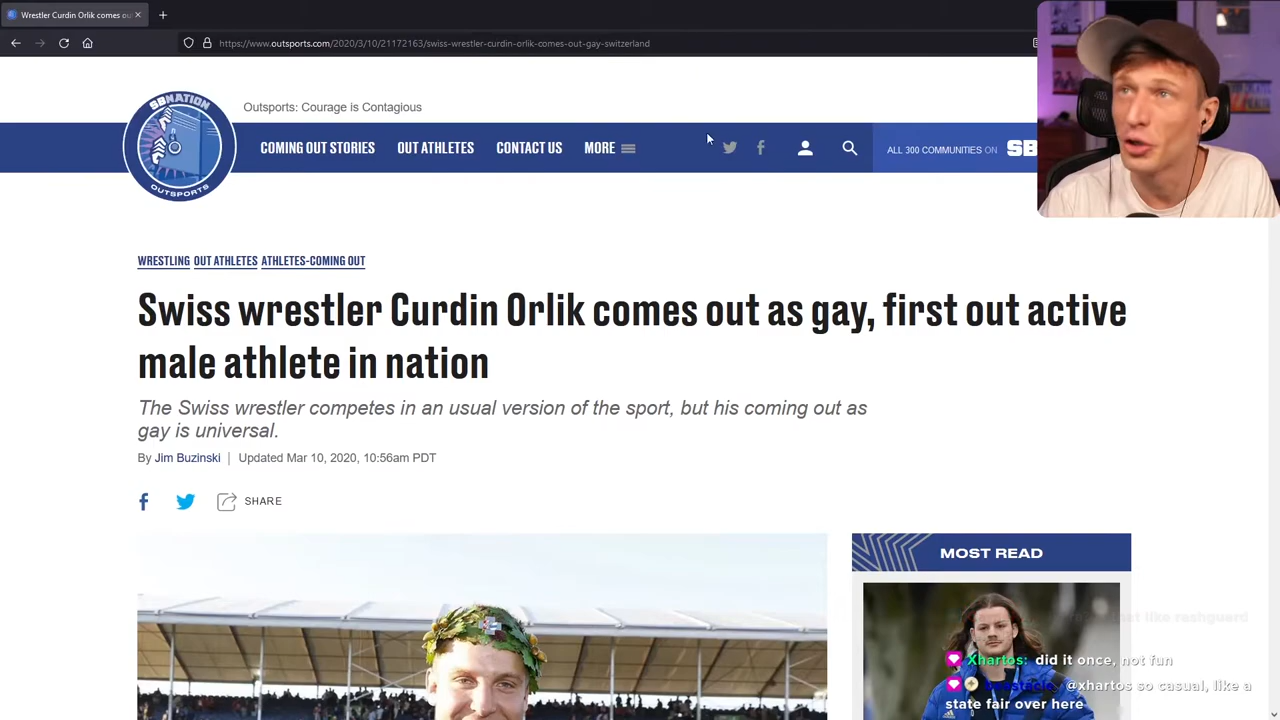 Wrestler Curdin Orlik comes ou
https://www.outsports.com/2020/3/10/21172163/swiss-wrestler-curdin-orlik-comes-out-gay-switzerland
SBNATION
OUTSPORTS
Outsports: Courage is Contagious
COMING OUT STORIES
OUT ATHLETES
CONTACT US
MORE
ALL 300 COMMUNITIES ON
WRESTLING OUT ATHLETES ATHLETES-COMING OUT
Swiss wrestler Curdin Orlik comes out as gay, first out active
male athlete in nation
The Swiss wrestler competes in an usual version of the sport, but his coming out as
gay is universal.
By Jim Buzinski | Updated Mar 10, 2020, 10:56am PDT
SHARE
MOST READ
like reshguard
Xhartos: did it once, not fun
@xhartos so casual, like a
state fair over here